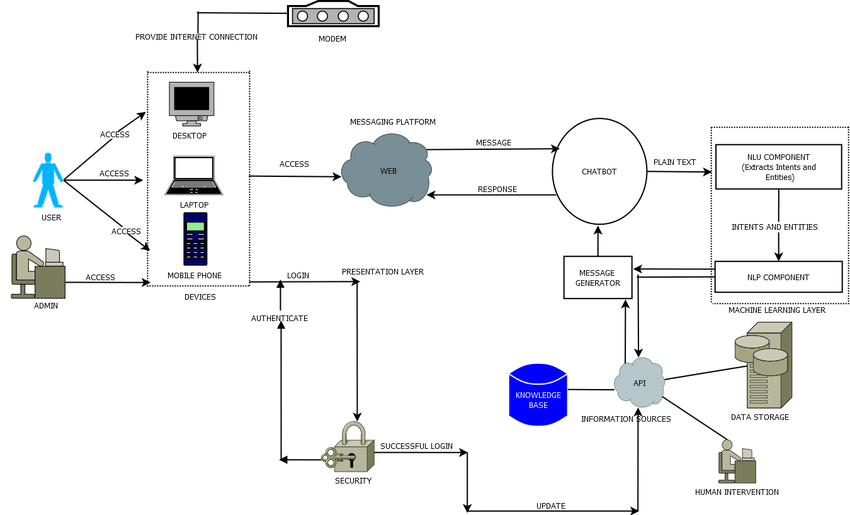 MODEM
PROVIDE INTERNET CONNECTION
DESKTOP
LAPTOP
MOBILE PHONE
DEVICES
ACCESS
ACCESS
ACCESS
USER
ACCESS
ADMIN
ACCESS
MESSAGING PLATFORM
WEB
MESSAGE
RESPONSE
CHATBOT
PLAIN TEXT
NLU COMPONENT
(Extracts Intents and
Entities)
INTENTS AND ENTITIES
NLP COMPONENT
MACHINE LEARNING LAYER
MESSAGE
GENERATOR
LOGIN
PRESENTATION LAYER
AUTHENTICATE
SECURITY
SUCCESSFUL LOGIN
UPDATE
KNOWLEDGE
BASE
API
INFORMATION SOURCES
DATA STORAGE
HUMAN INTERVENTION